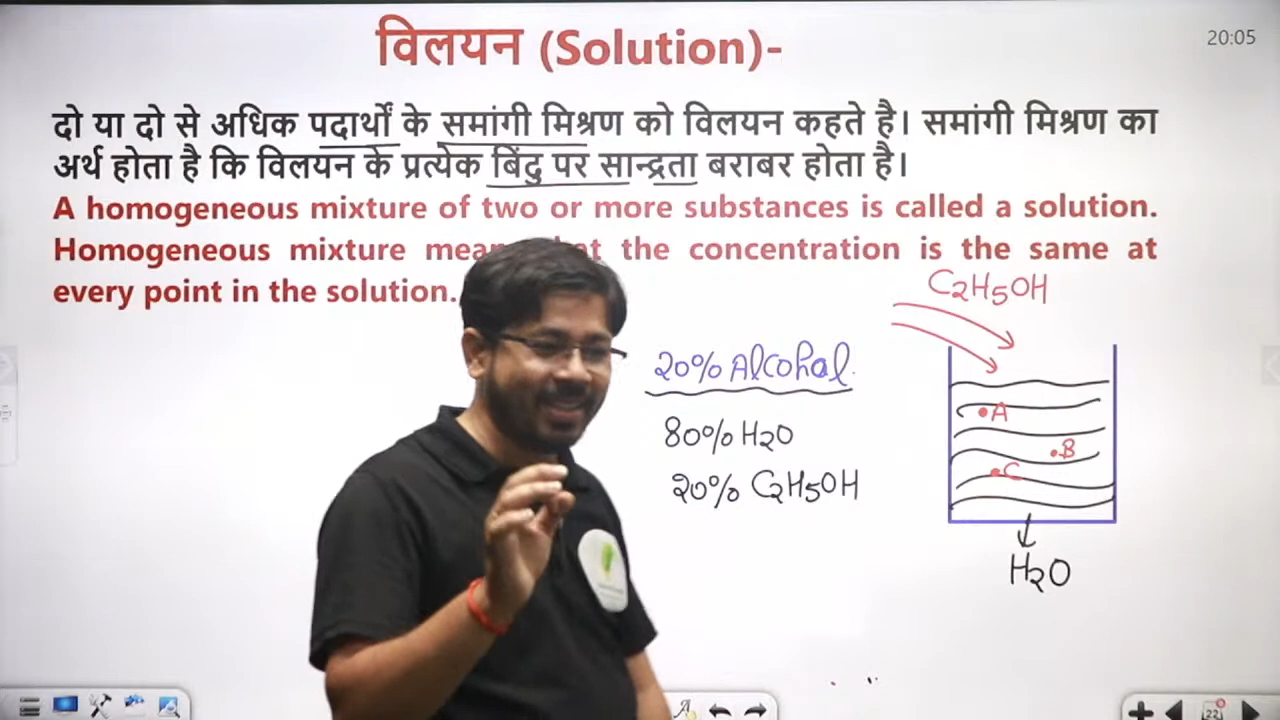 विलयन (Solution)-
20:05
दो या दो से अधिक पदार्थों के समांगी मिश्रण को विलयन कहते है। समांगी मिश्रण का
अर्थ होता है कि विलयन के प्रत्येक बिंदु पर सान्द्रता बराबर होता है।
A homogeneous mixture of two or more substances is called a solution.
Homogeneous mixture the concentration is the same at
every point in the solution.
C2H5OH
20% Alcohal.
A
80% H2O
B
C
20% C2H5OH
H2O
22